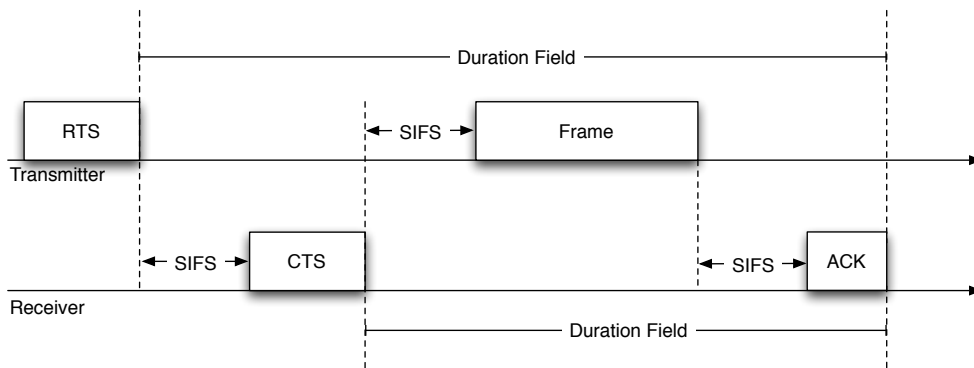 Duration Field
RTS
SIFS
Frame
Transmitter
SIFS
CTS
SIFS
ACK
Receiver
Duration Field